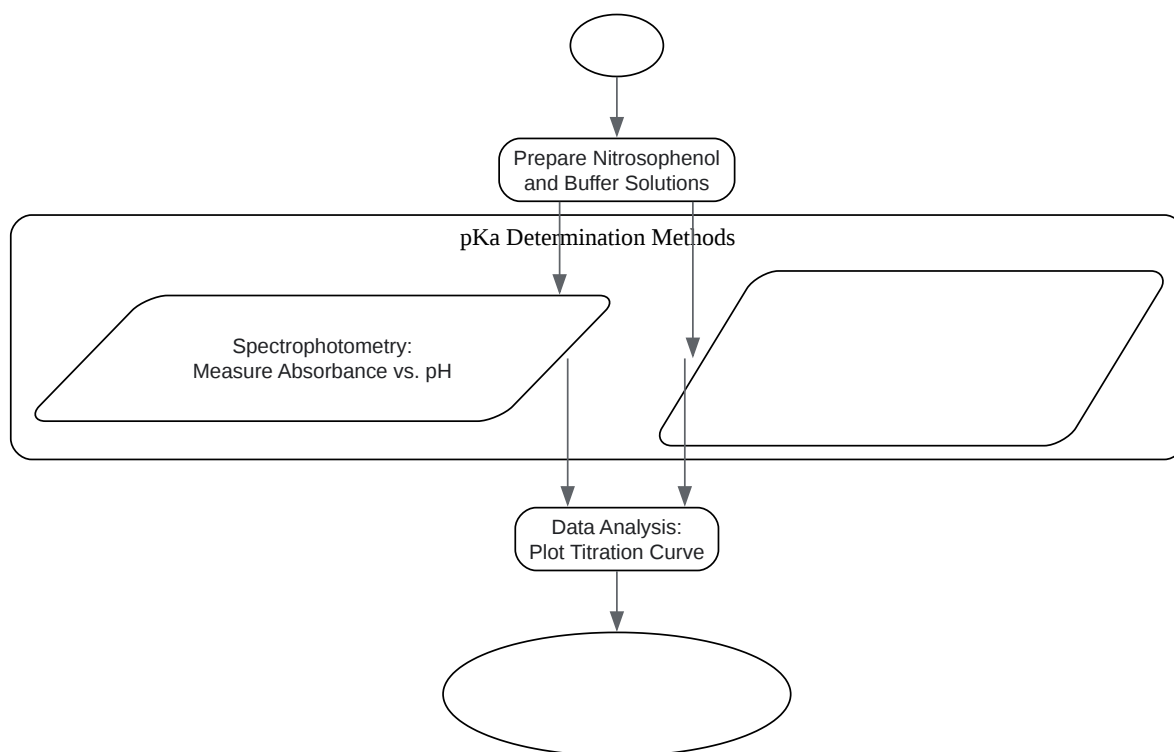 Prepare Nitrosophenol
and Buffer Solutions
pKa Determination Methods
Spectrophotometry:
Measure Absorbance vs. pH
Data Analysis:
Plot Titration Curve